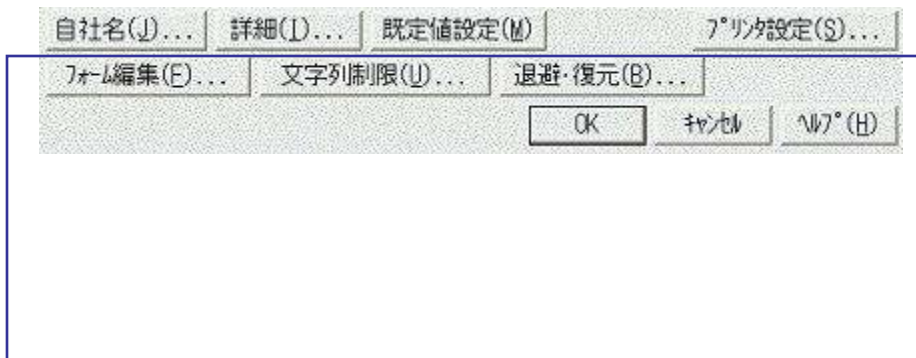 自社名(J)... 詳細(I)... 既定値設定(M) プリンタ設定(S)...
フォーム編集(F)... 文字列制限(U)... 退避・復元(B)...
OK キャンセル ヘルプ(H)